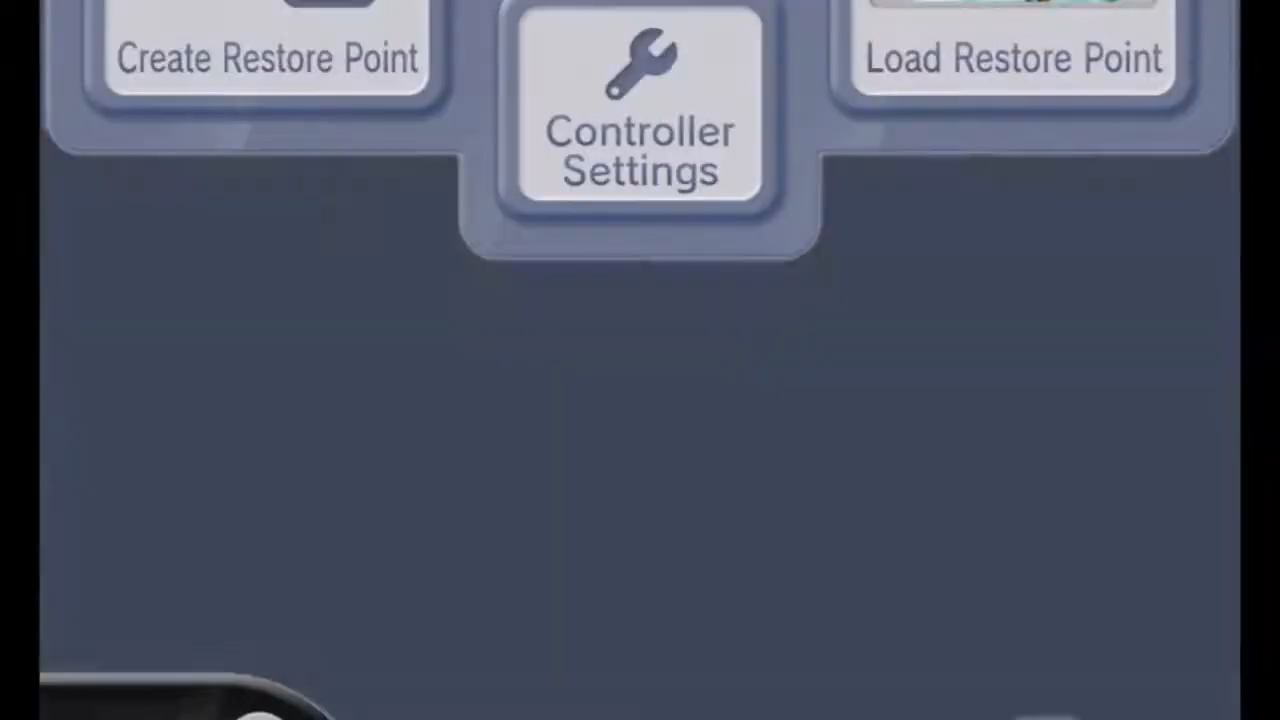 Create Restore Point
Controller
Settings
Load Restore Point